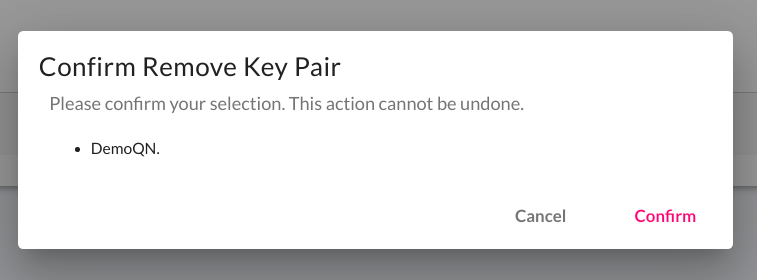 Confirm Remove Key Pair
Please confirm your selection. This action cannot be undone.
• DemoQN.
Cancel Confirm